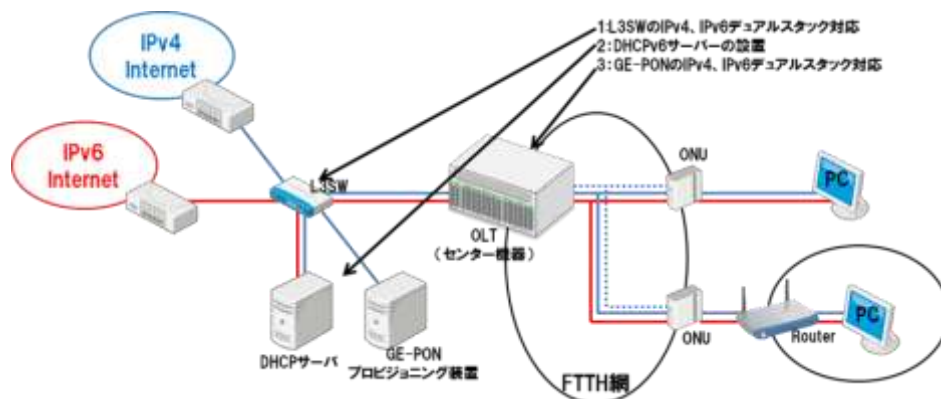 1:L3SWのIPv4、IPv6デュアルスタック対応
2:DHCPv6サーバーの設置
3:GE-PONのIPv4、IPv6デュアルスタック対応
IPv4
Internet
IPv6
Internet
L3SW
ONU
PC
OLT
(センター機器)
DHCPサーバ
GE-PON
プロビジョニング装置
ONU
Router
PC
FTTH網